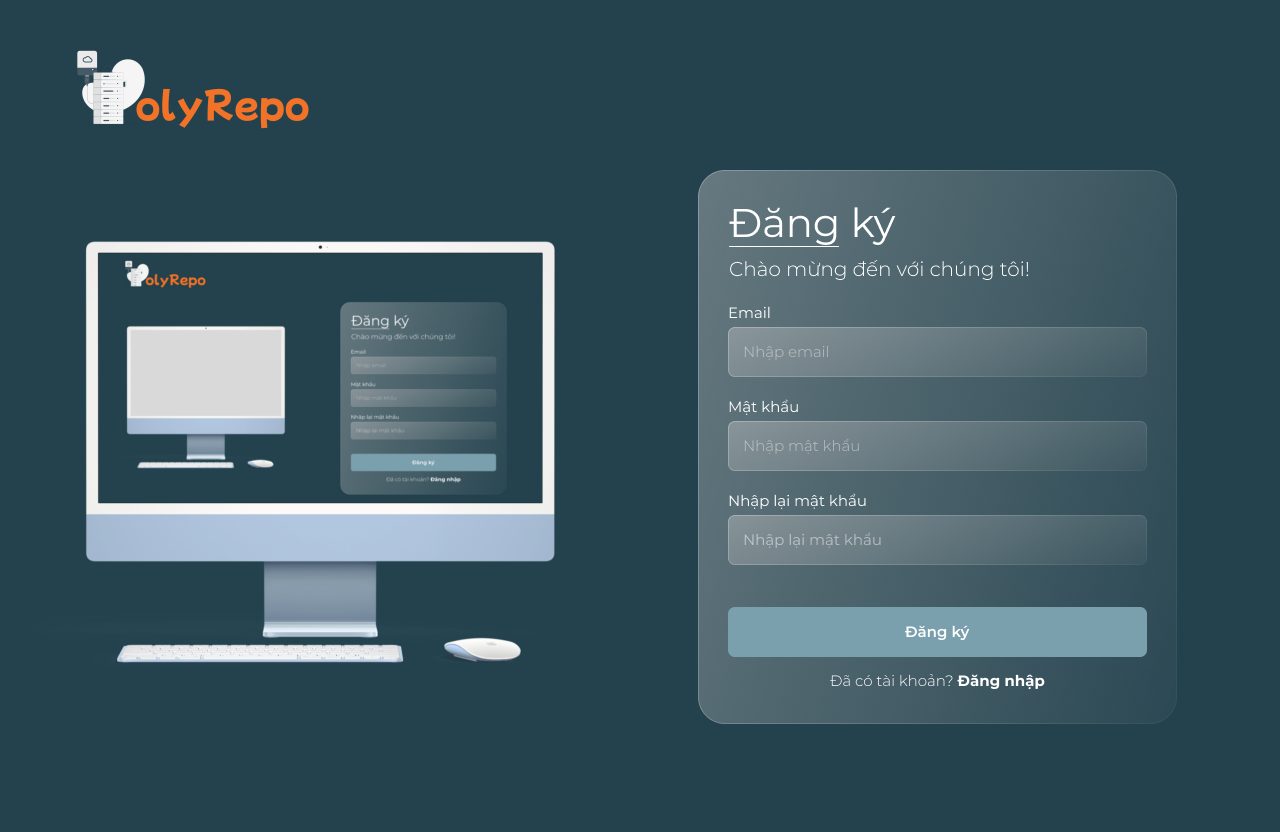 olyRepo
olyRepo
Đăng ký
Chào mừng đến với chúng tôi!
Email
Nhập email
Mật khẩu
Nhập mật khẩu
Nhập lại mật khẩu
Nhập lại mật khẩu
Đăng ký
Đã có tài khoản? Đăng nhập
Đăng ký
Chào mừng đến với chúng tôi!
Email
Nhập email
Mật khẩu
Nhập mật khẩu
Nhập lại mật khẩu
Nhập lại mật khẩu
Đăng ký
Đã có tài khoản? Đăng nhập